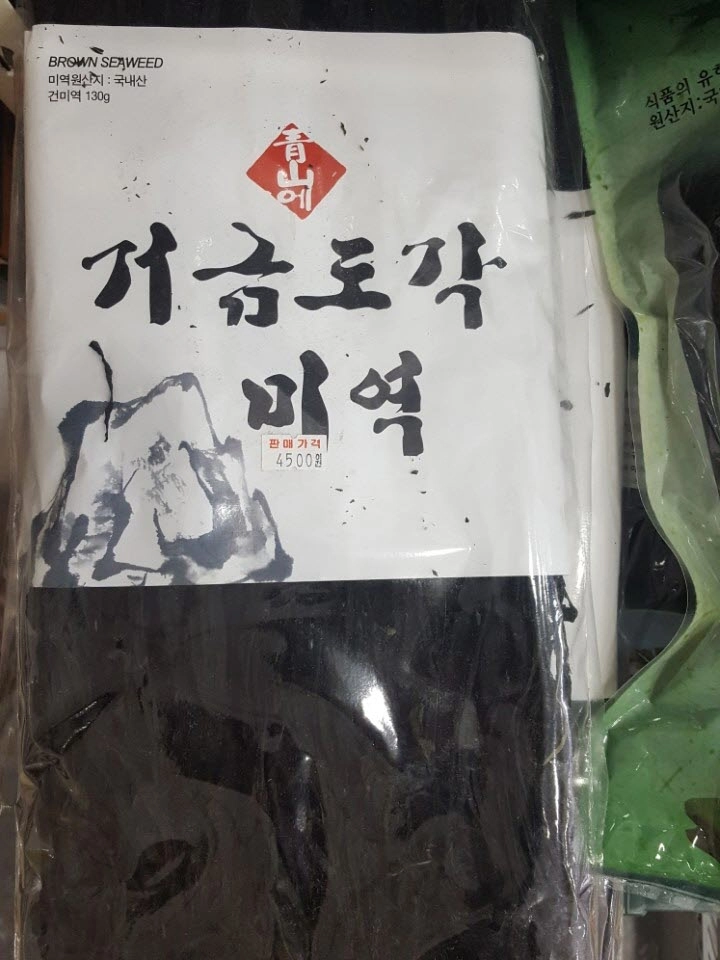 BROWN SEAWEED
미역원산지 : 국내산
건미역 130g
青
山
에
저금도각
미역
판매가격
4500원
식품의 유
원산지:국